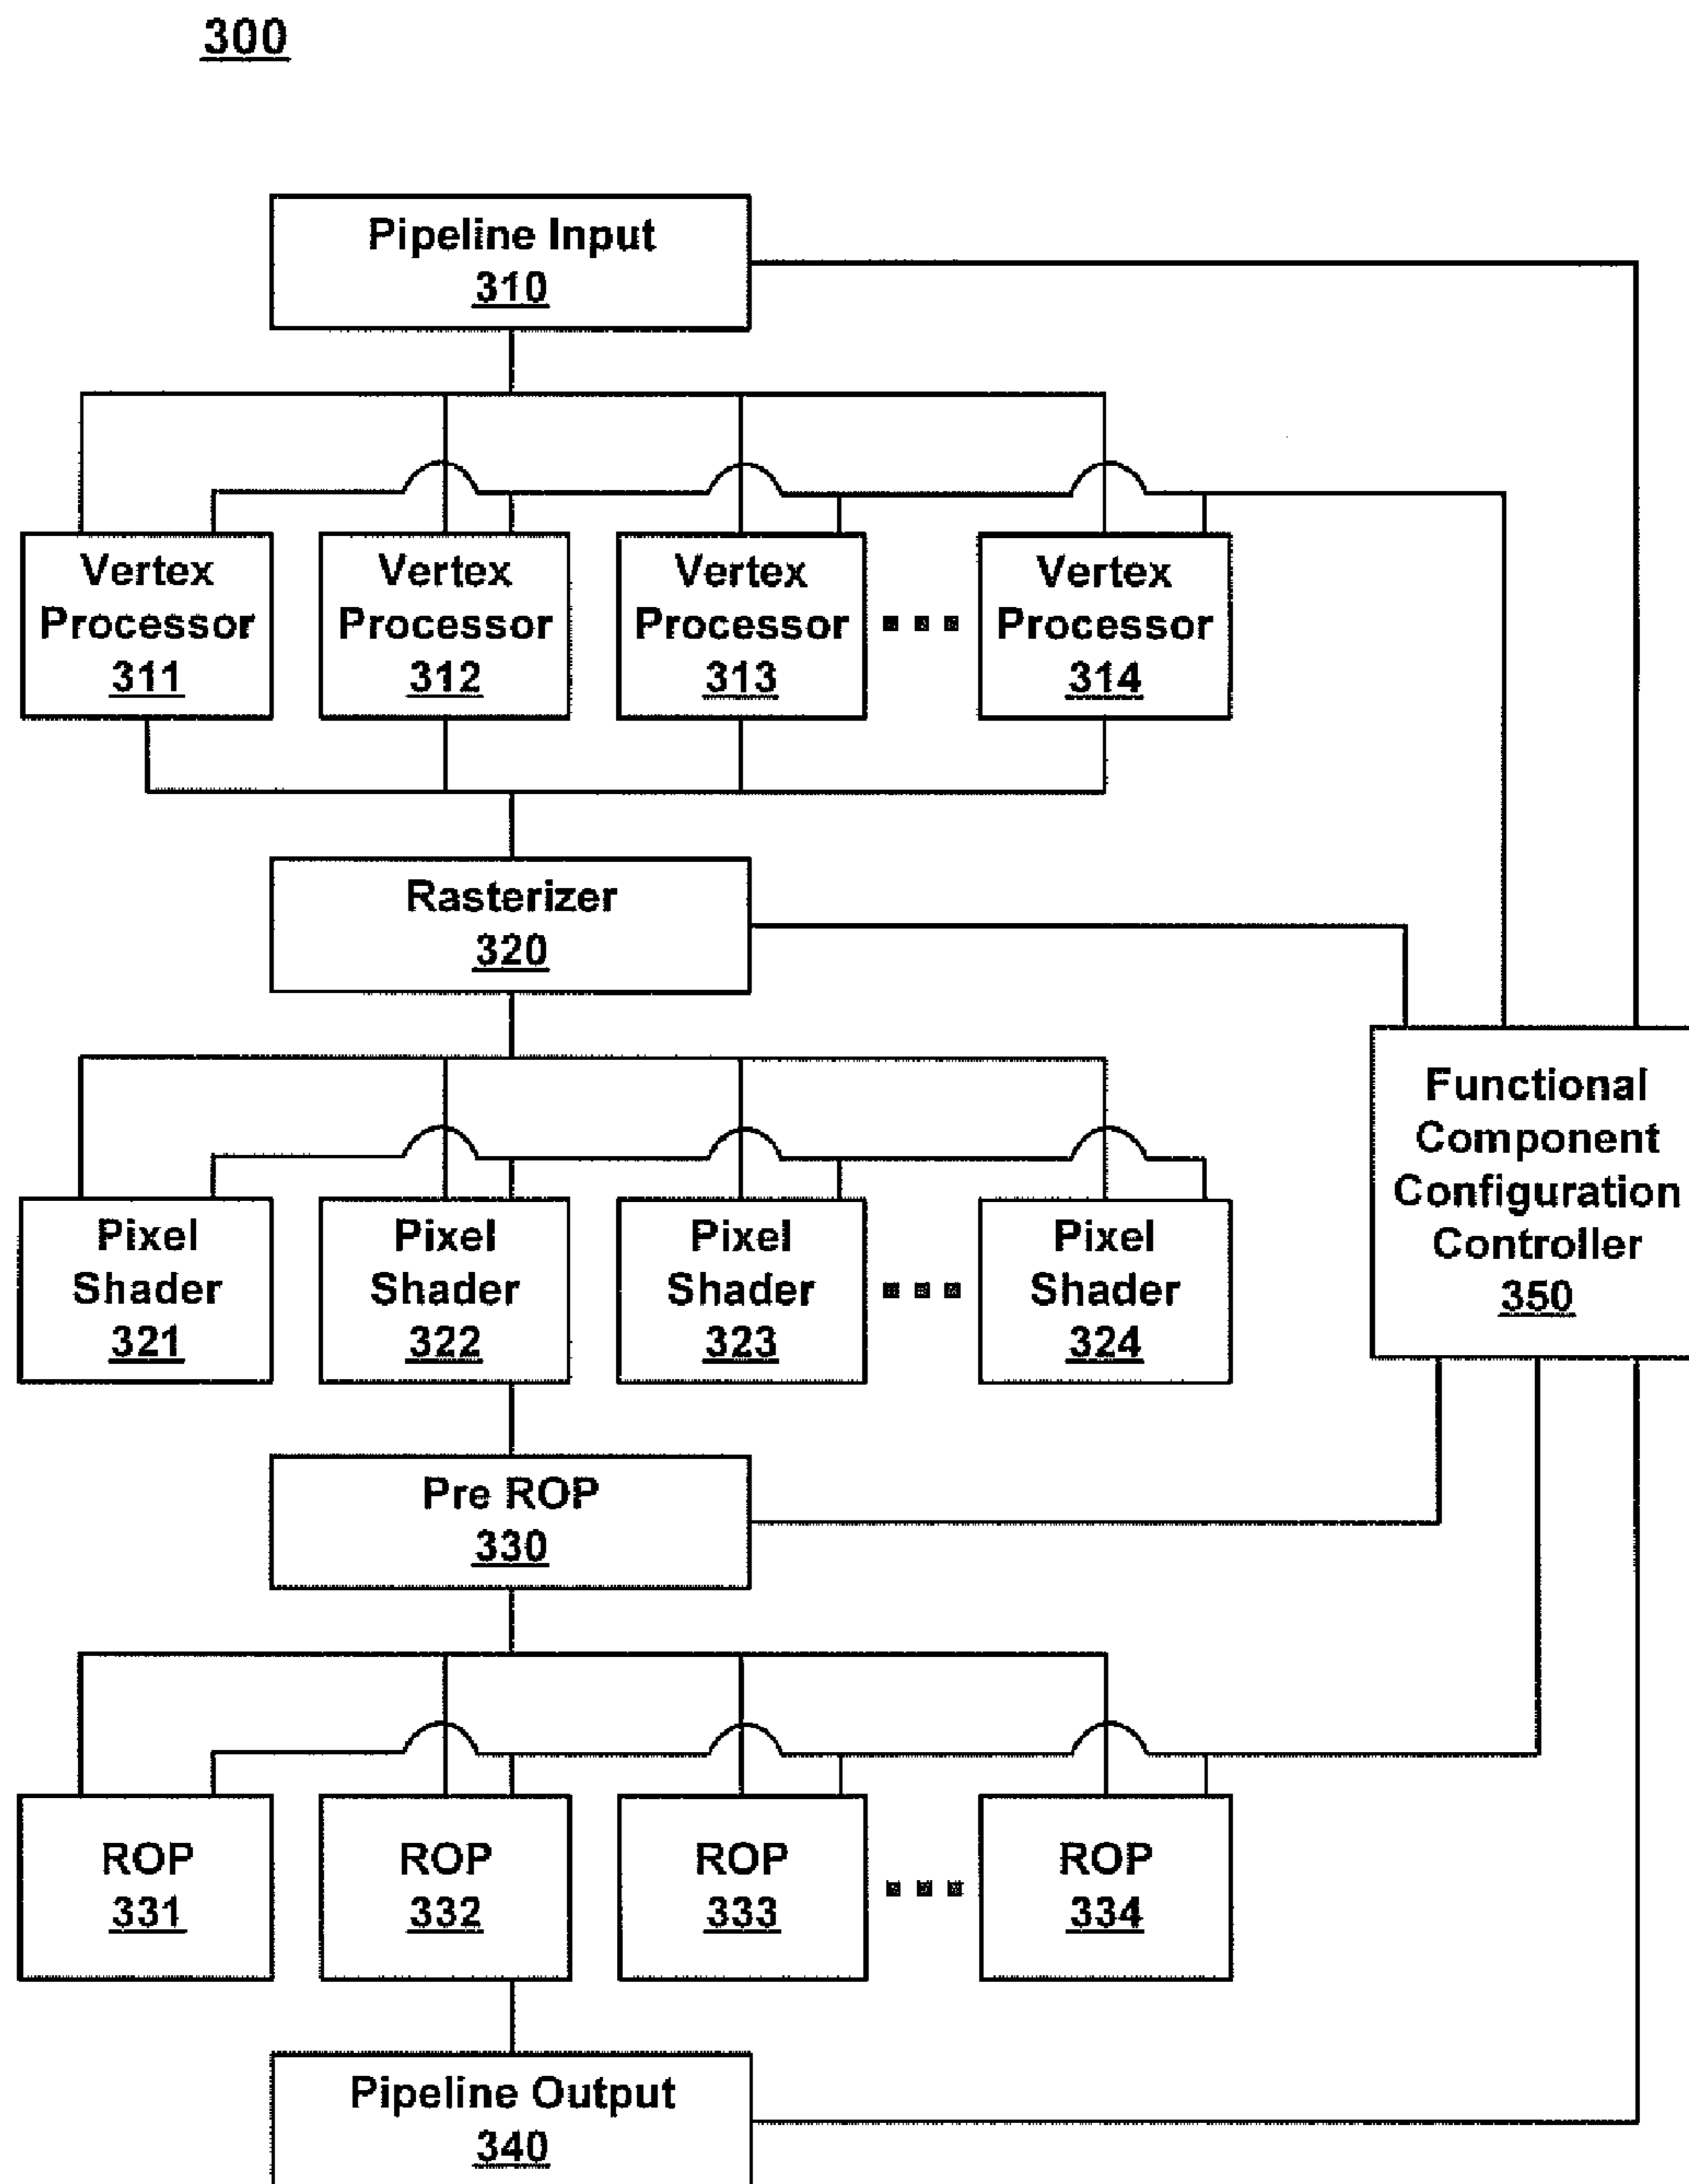 300
Pipeline Input
310
Vertex
Processor
311
Vertex
Processor
312
Vertex
Processor
313
Vertex
Processor
314
Rasterizer
320
Functional
Component
Configuration
Controller
350
Pixel
Shader
321
Pixel
Shader
322
Pixel
Shader
323
Pixel
Shader
324
Pre ROP
330
ROP
331
ROP
332
ROP
333
ROP
334
Pipeline Output
340